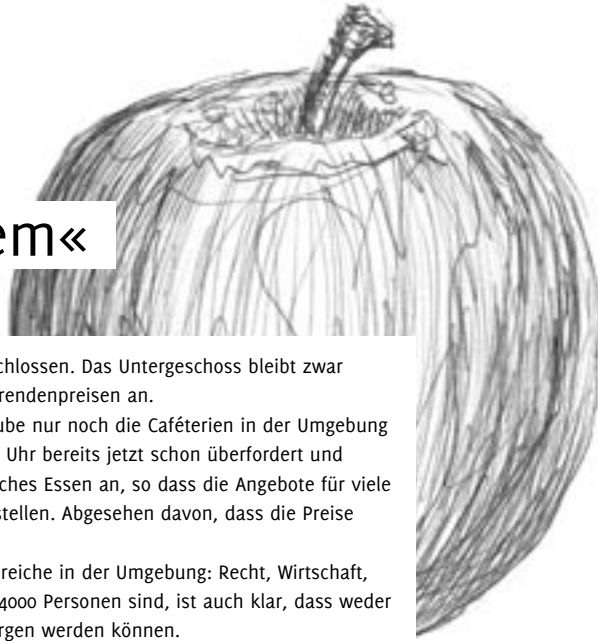 em«
chlossen. Das Untergeschoss bleibt zwar
rendenpreisen an.
ube nur noch die Caféterien in der Umgebung
Uhr bereits jetzt schon überfordert und
ches Essen an, so dass die Angebote für viele
stellen. Abgesehen davon, dass die Preise
reiche in der Umgebung: Recht, Wirtschaft,
4000 Personen sind, ist auch klar, dass weder
rgen werden können.